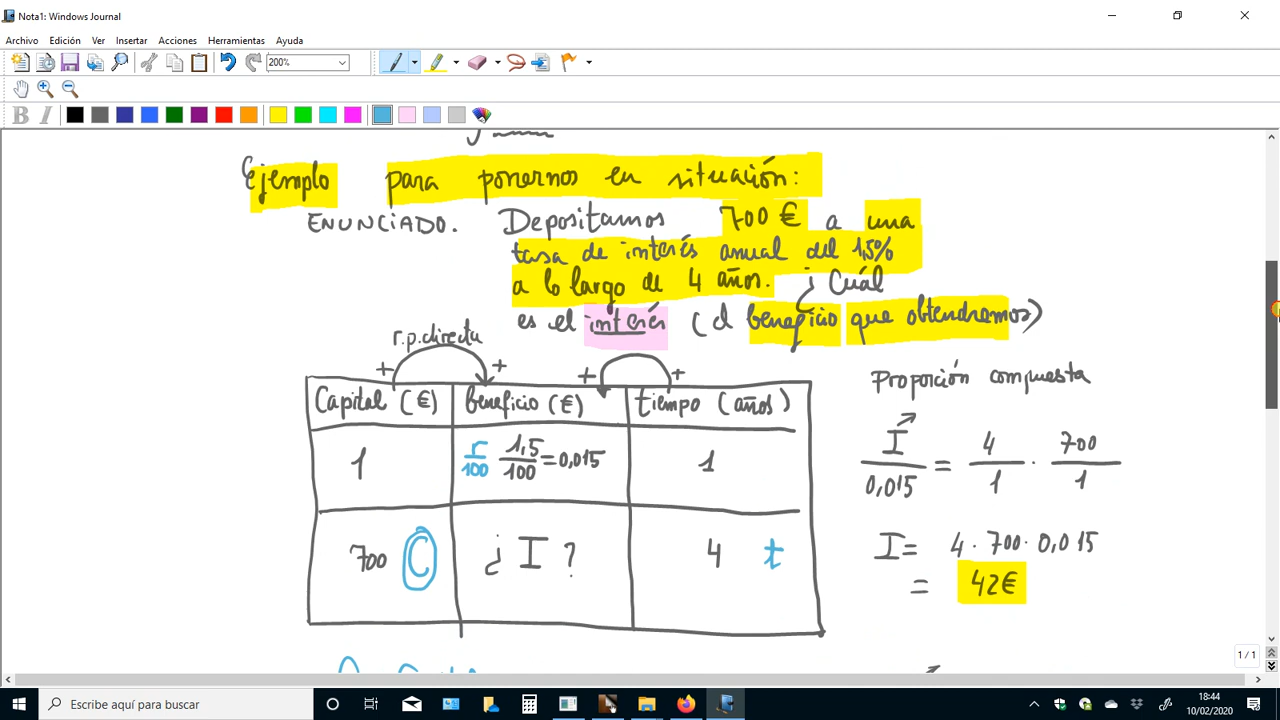 Nota1: Windows Journal
Archivo Edición Ver Insertar Acciones Herramientas Ayuda
200%
B I
Ejemplo para ponernos en situación:
ENUNCIADO. Depositamos 700 € a una
tasa de interés anual del 1,5%
a lo largo de 4 años. ¿Cuál
es el interés (el beneficio que obtendremos)
r.p.directa
+ + + +
Proporción compuesta
Capital (€) beneficio (€) tiempo (años)
1 r/100 1,5/100 = 0,015 1
I/0,015 = 4/1 · 700/1
700 C ¿ I ? 4 t
I = 4 · 700 · 0,015
= 42€
1 / 1
Escribe aquí para buscar
18:44
10/02/2020